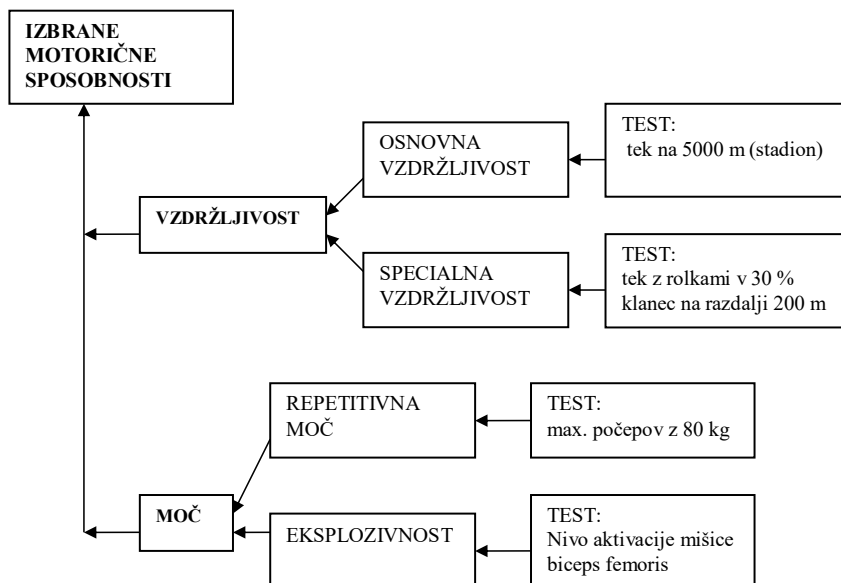 IZBRANE
MOTORIČNE
SPOSOBNOSTI
OSNOVNA
VZDRŽLJIVOST
TEST:
tek na 5000 m (stadion)
VZDRŽLJIVOST
SPECIALNA
VZDRŽLJIVOST
TEST:
tek z rolkami v 30 %
klanec na razdalji 200 m
REPETITIVNA
MOČ
TEST:
max. počepov z 80 kg
MOČ
EKSPLOZIVNOST
TEST:
Nivo aktivacije mišice
biceps femoris